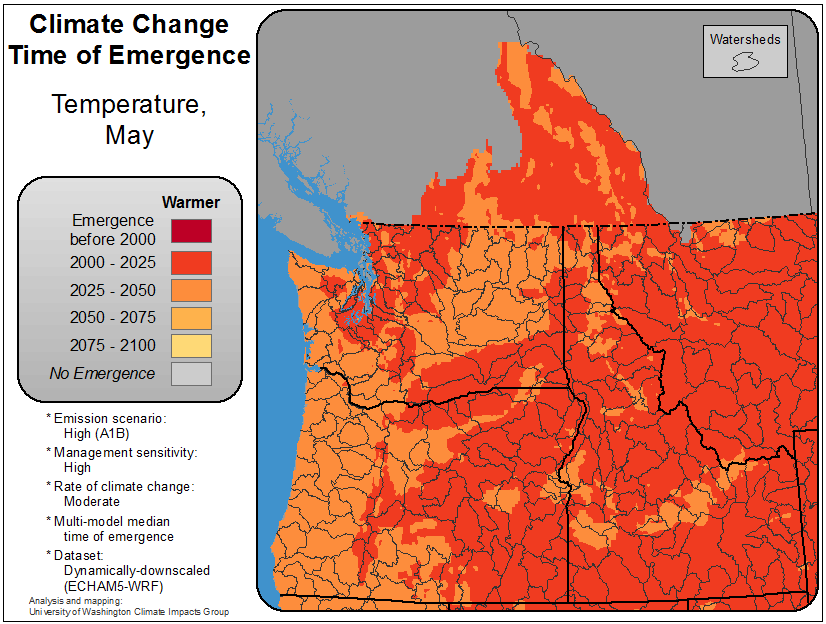 Climate Change
Time of Emergence
Temperature,
May
Warmer
Emergence
before 2000
2000 - 2025
2025 - 2050
2050 - 2075
2075 - 2100
No Emergence
* Emission scenario:
High (A1B)
* Management sensitivity:
High
* Rate of climate change:
Moderate
* Multi-model median
time of emergence
* Dataset:
Dynamically-downscaled
(ECHAM5-WRF)
Analysis and mapping:
University of Washington Climate Impacts Group
Watersheds